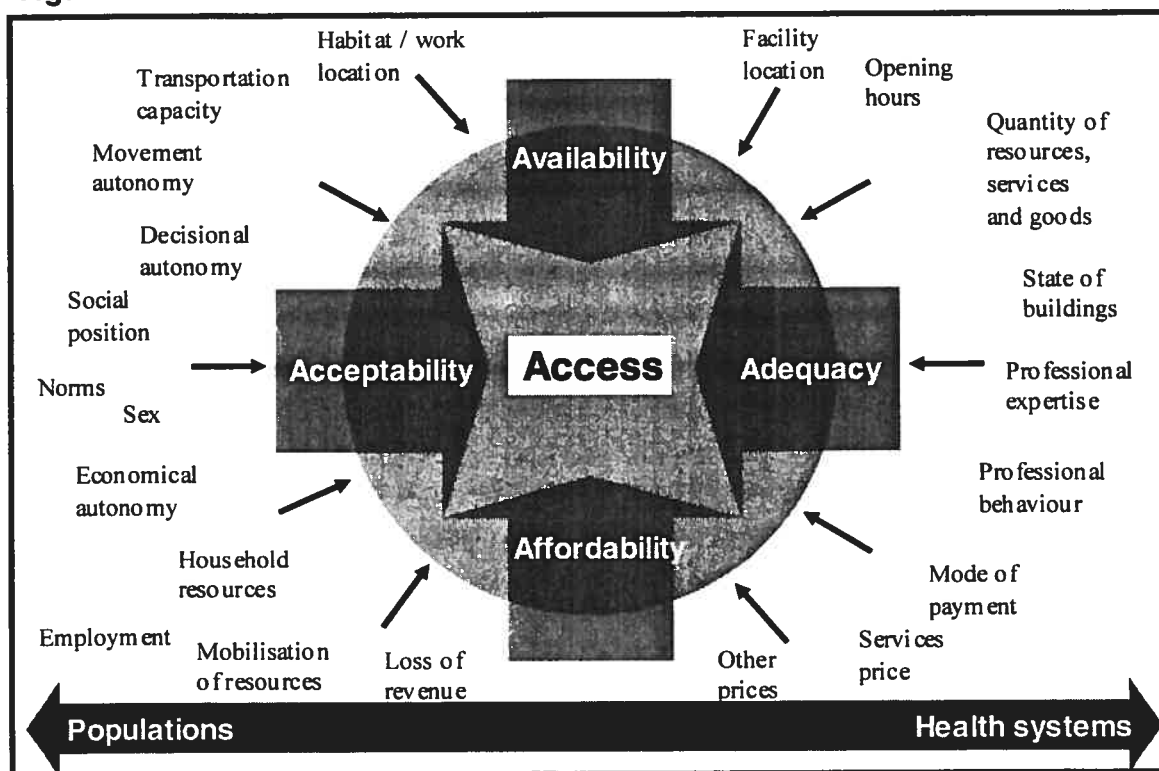 Habitat / work
location
Facility
location
Opening
hours
Transportation
capacity
Quantity of
resources,
services
and goods
Movement
autonomy
Availability
Decisional
autonomy
Social
position
State of
buildings
Acceptability
Access
Adequacy
Professional
expertise
Norms
Sex
Economical
autonomy
Professional
behaviour
Affordability
Household
resources
Mode of
payment
Employment
Mobilisation
of resources
Loss of
revenue
Other
prices
Services
price
Populations
Health systems